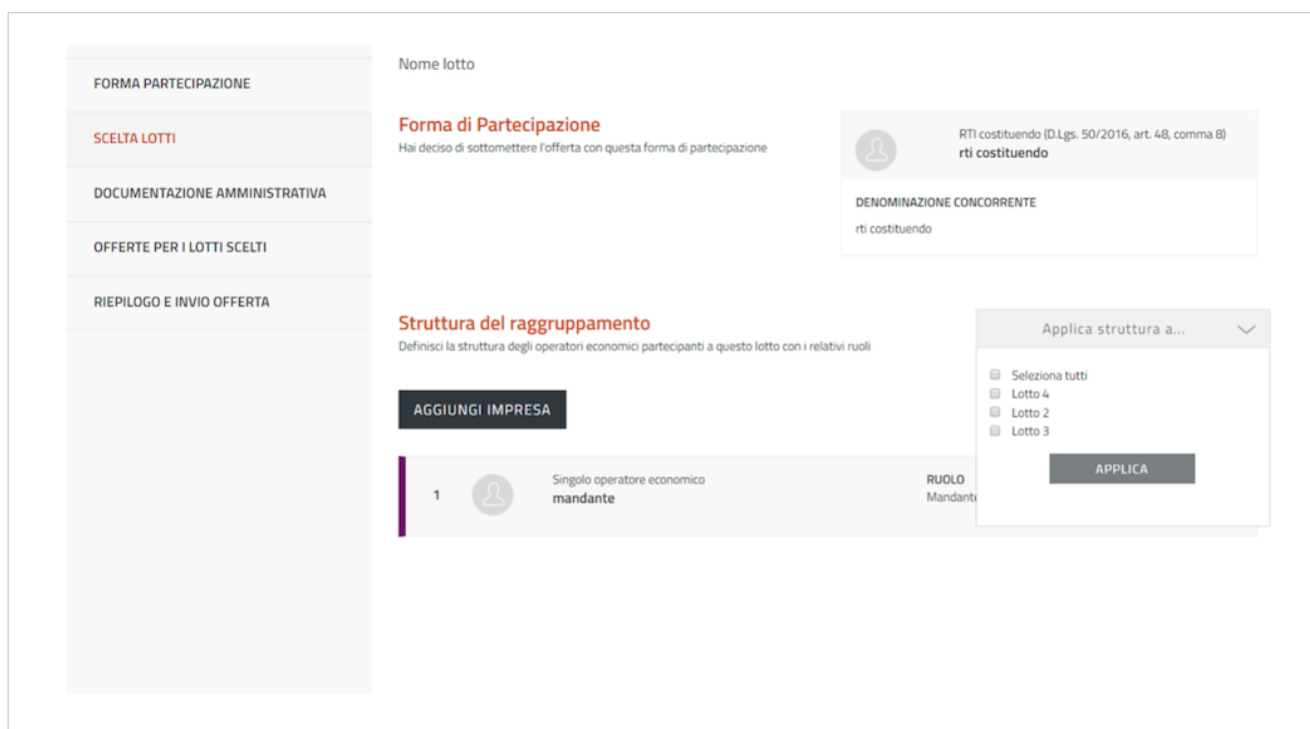 FORMA PARTECIPAZIONE
SCELTA LOTTI
DOCUMENTAZIONE AMMINISTRATIVA
OFFERTE PER I LOTTI SCELTI
RIEPILOGO E INVIO OFFERTA
Nome lotto
Forma di Partecipazione
Hai deciso di sottomettere l'offerta con questa forma di partecipazione
RTI costituendo (D.Lgs. 50/2016, art. 48, comma 8)
rti costituendo
DENOMINAZIONE CONCORRENTE
rti costituendo
Struttura del raggruppamento
Definisci la struttura degli operatori economici partecipanti a questo lotto con i relativi ruoli
Applica struttura a...
Seleziona tutti
Lotto 4
Lotto 2
Lotto 3
APPLICA
AGGIUNGI IMPRESA
1
Singolo operatore economico
mandante
RUOLO
Mandante